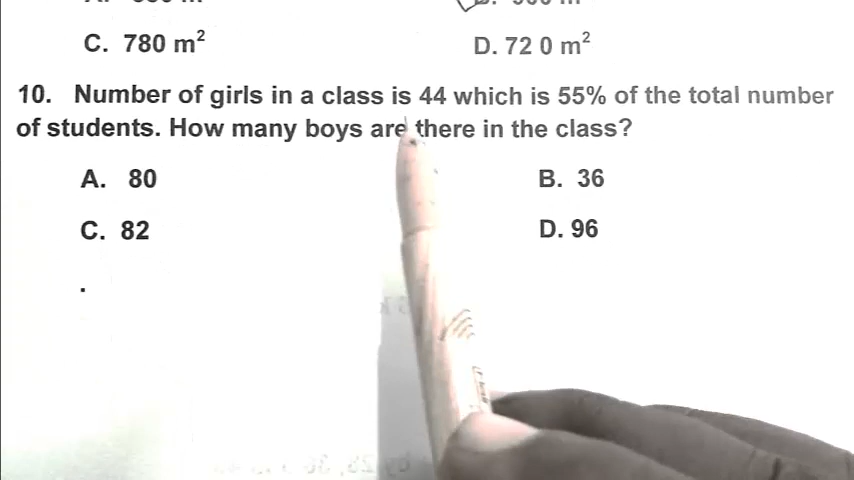 C. 780 m²
D. 72 0 m²
10. Number of girls in a class is 44 which is 55% of the total number
of students. How many boys are there in the class?
A. 80
B. 36
C. 82
D. 96
.